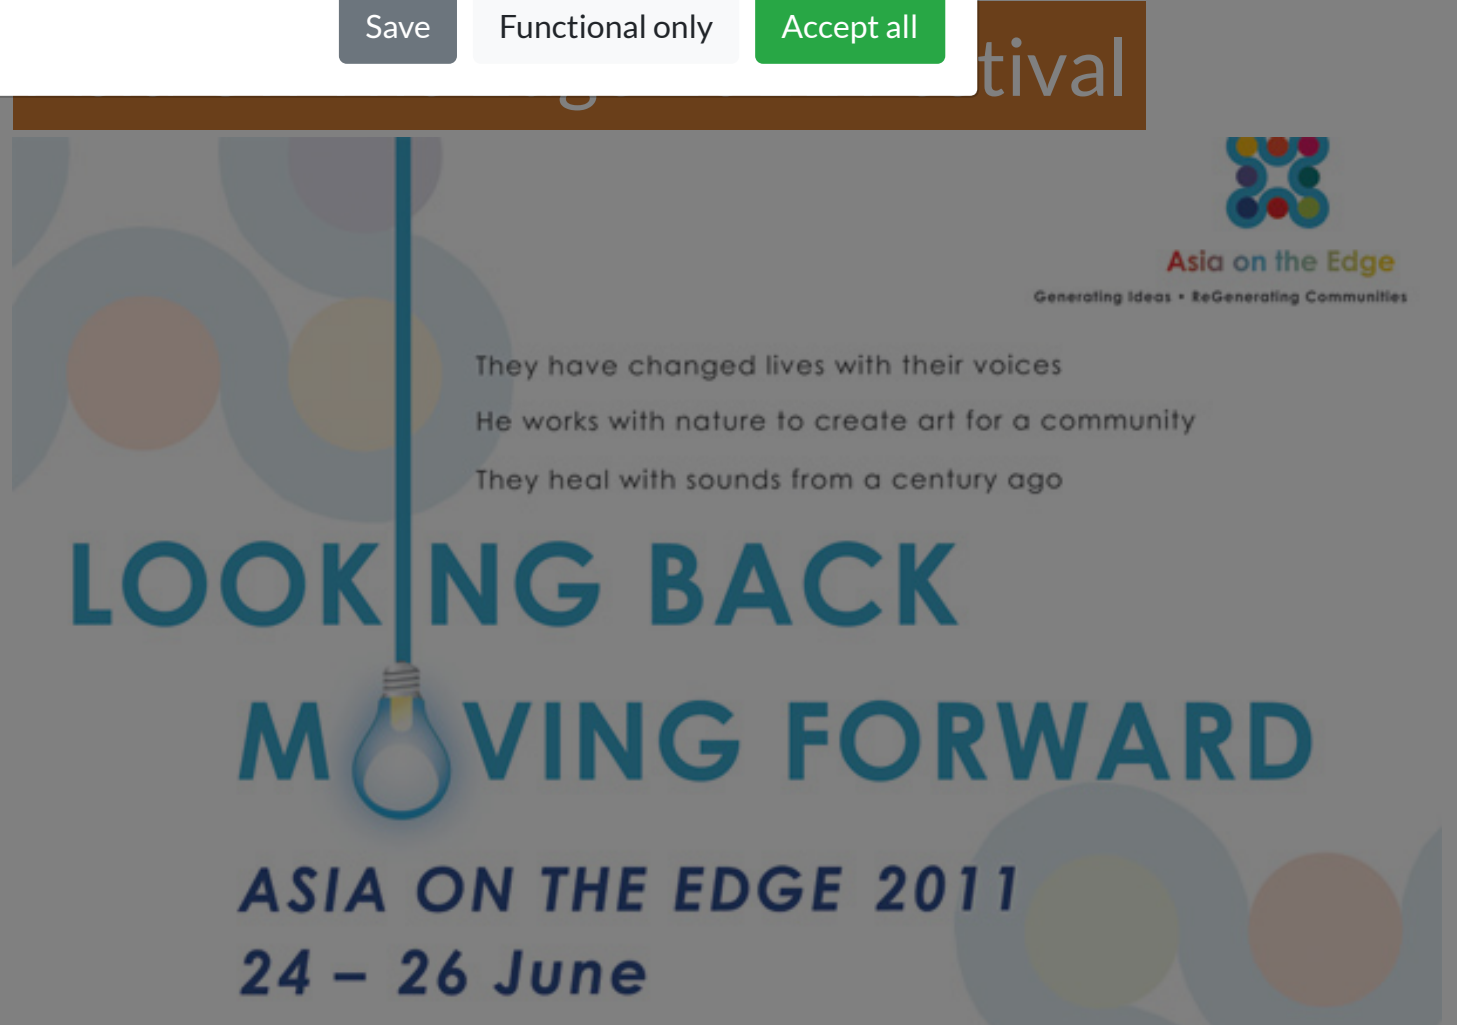 Save Functional only Accept all
tival
Asia on the Edge
Generating Ideas • ReGenerating Communities
They have changed lives with their voices
He works with nature to create art for a community
They heal with sounds from a century ago
LOOKING BACK
MOVING FORWARD
ASIA ON THE EDGE 2011
24 – 26 June